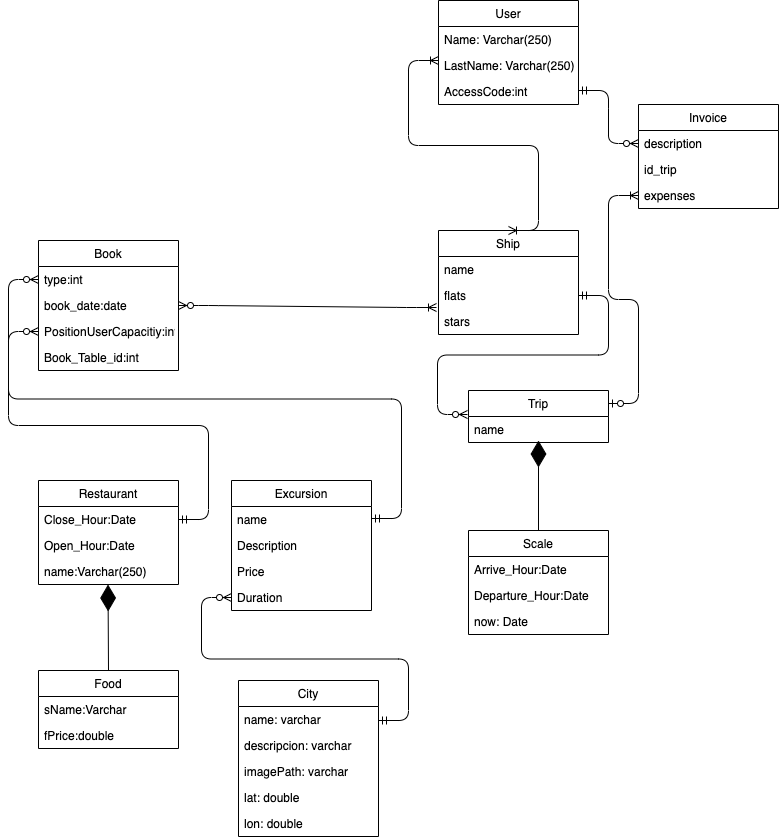 User
Name: Varchar(250)
LastName: Varchar(250)
AccessCode:int
Invoice
description
id_trip
expenses
Book
type:int
book_date:date
PositionUserCapacitiy:in
Book_Table_id:int
Ship
name
flats
stars
Trip
name
Restaurant
Close_Hour:Date
Open_Hour:Date
name:Varchar(250)
Excursion
name
Description
Price
Duration
Scale
Arrive_Hour:Date
Departure_Hour:Date
now: Date
Food
sName:Varchar
fPrice:double
City
name: varchar
descripcion: varchar
imagePath: varchar
lat: double
lon: double